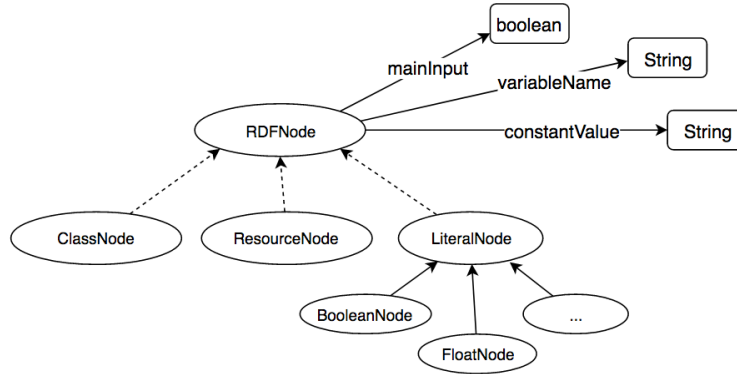 boolean
mainInput
String
variableName
RDFNode
constantValue
String
ClassNode
ResourceNode
LiteralNode
BooleanNode
...
FloatNode